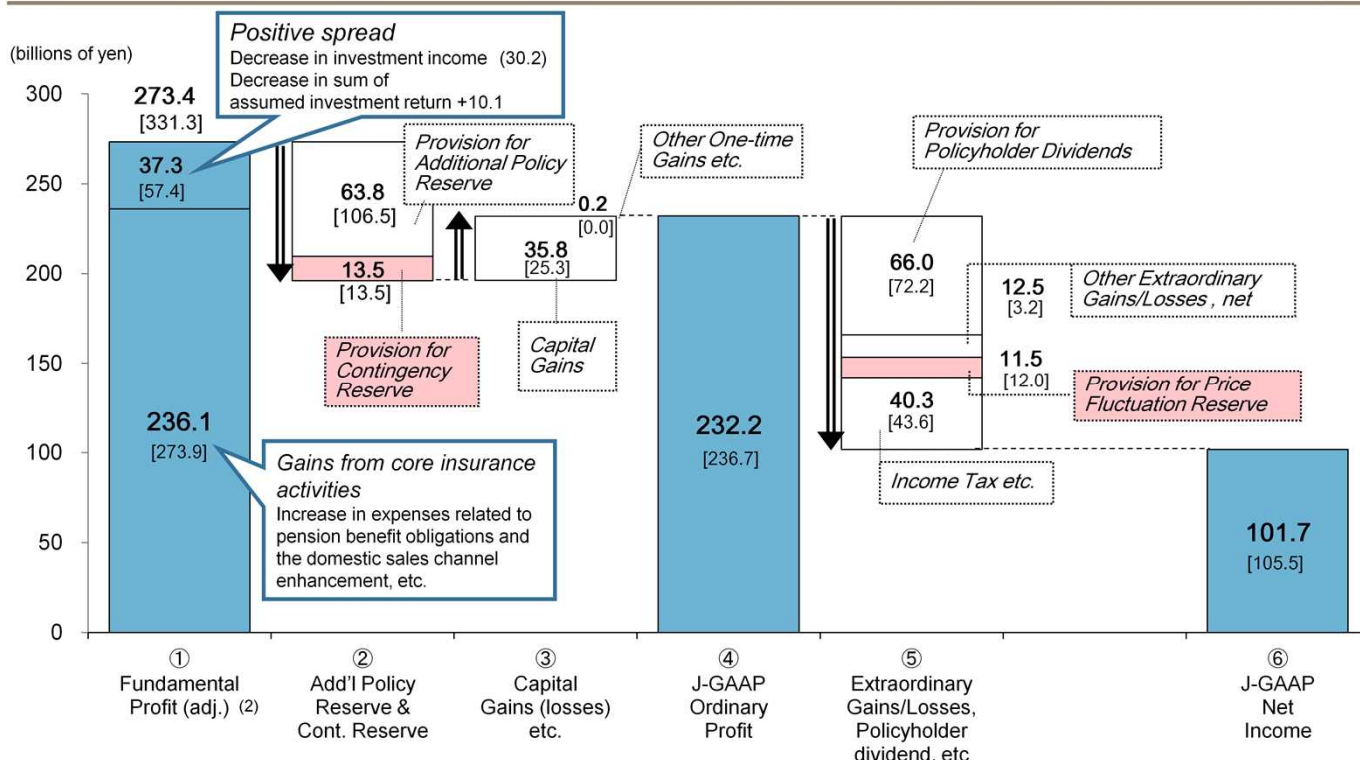 (billions of yen)
Positive spread
Decrease in investment income (30.2)
Decrease in sum of
assumed investment return +10.1
300
250
200
150
100
50
0
273.4
[331.3]
37.3
[57.4]
236.1
[273.9]
Gains from core insurance
activities
Increase in expenses related to
pension benefit obligations and
the domestic sales channel
enhancement, etc.
Provision for
Additional Policy
Reserve
63.8
[106.5]
13.5
[13.5]
Provision for
Contingency
Reserve
Other One-time
Gains etc.
0.2
[0.0]
35.8
[25.3]
Capital
Gains
232.2
[236.7]
Provision for
Policyholder Dividends
66.0
[72.2]
12.5
[3.2]
Other Extraordinary
Gains/Losses , net
11.5
[12.0]
Provision for Price
Fluctuation Reserve
40.3
[43.6]
Income Tax etc.
101.7
[105.5]
①
Fundamental
Profit (adj.) (2)
②
Add'l Policy
Reserve &
Cont. Reserve
③
Capital
Gains (losses)
etc.
④
J-GAAP
Ordinary
Profit
⑤
Extraordinary
Gains/Losses,
Policyholder
dividend, etc
⑥
J-GAAP
Net
Income